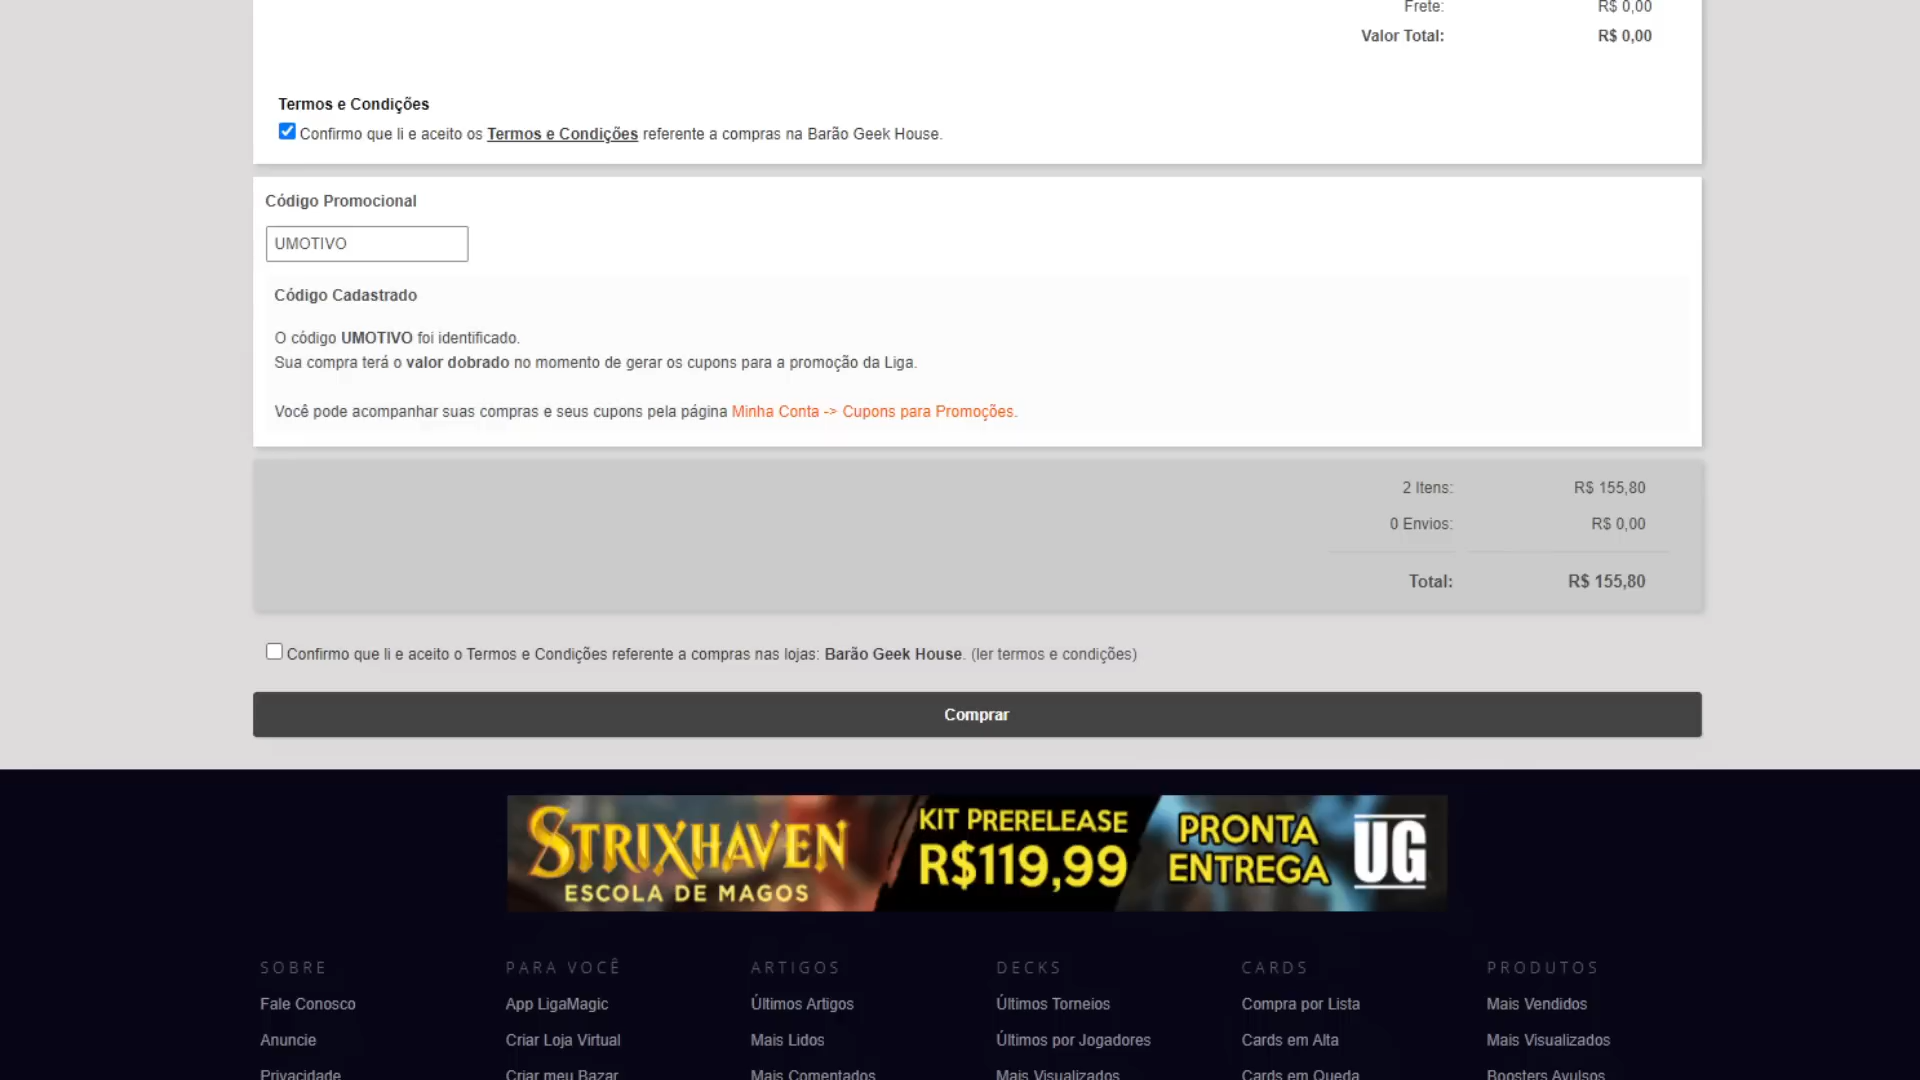 Frete: R$ 0,00
Valor Total: R$ 0,00
Termos e Condições
Confirmo que li e aceito os Termos e Condições referente a compras na Barão Geek House.
Código Promocional
UMOTIVO
Código Cadastrado
O código UMOTIVO foi identificado.
Sua compra terá o valor dobrado no momento de gerar os cupons para a promoção da Liga.
Você pode acompanhar suas compras e seus cupons pela página Minha Conta -> Cupons para Promoções.
2 Itens: R$ 155,80
0 Envios: R$ 0,00
Total: R$ 155,80
Confirmo que li e aceito o Termos e Condições referente a compras nas lojas: Barão Geek House. (ler termos e condições)
Comprar
STRIXHAVEN
ESCOLA DE MAGOS
KIT PRERELEASE
R$119,99
PRONTA
ENTREGA
UG
SOBRE PARA VOCÊ ARTIGOS DECKS CARDS PRODUTOS
Fale Conosco App LigaMagic Últimos Artigos Últimos Torneios Compra por Lista Mais Vendidos
Anuncie Criar Loja Virtual Mais Lidos Últimos por Jogadores Cards em Alta Mais Visualizados
Privacidade Criar meu Bazar Mais Comentados Mais Visualizados Cards em Queda Boosters Avulsos